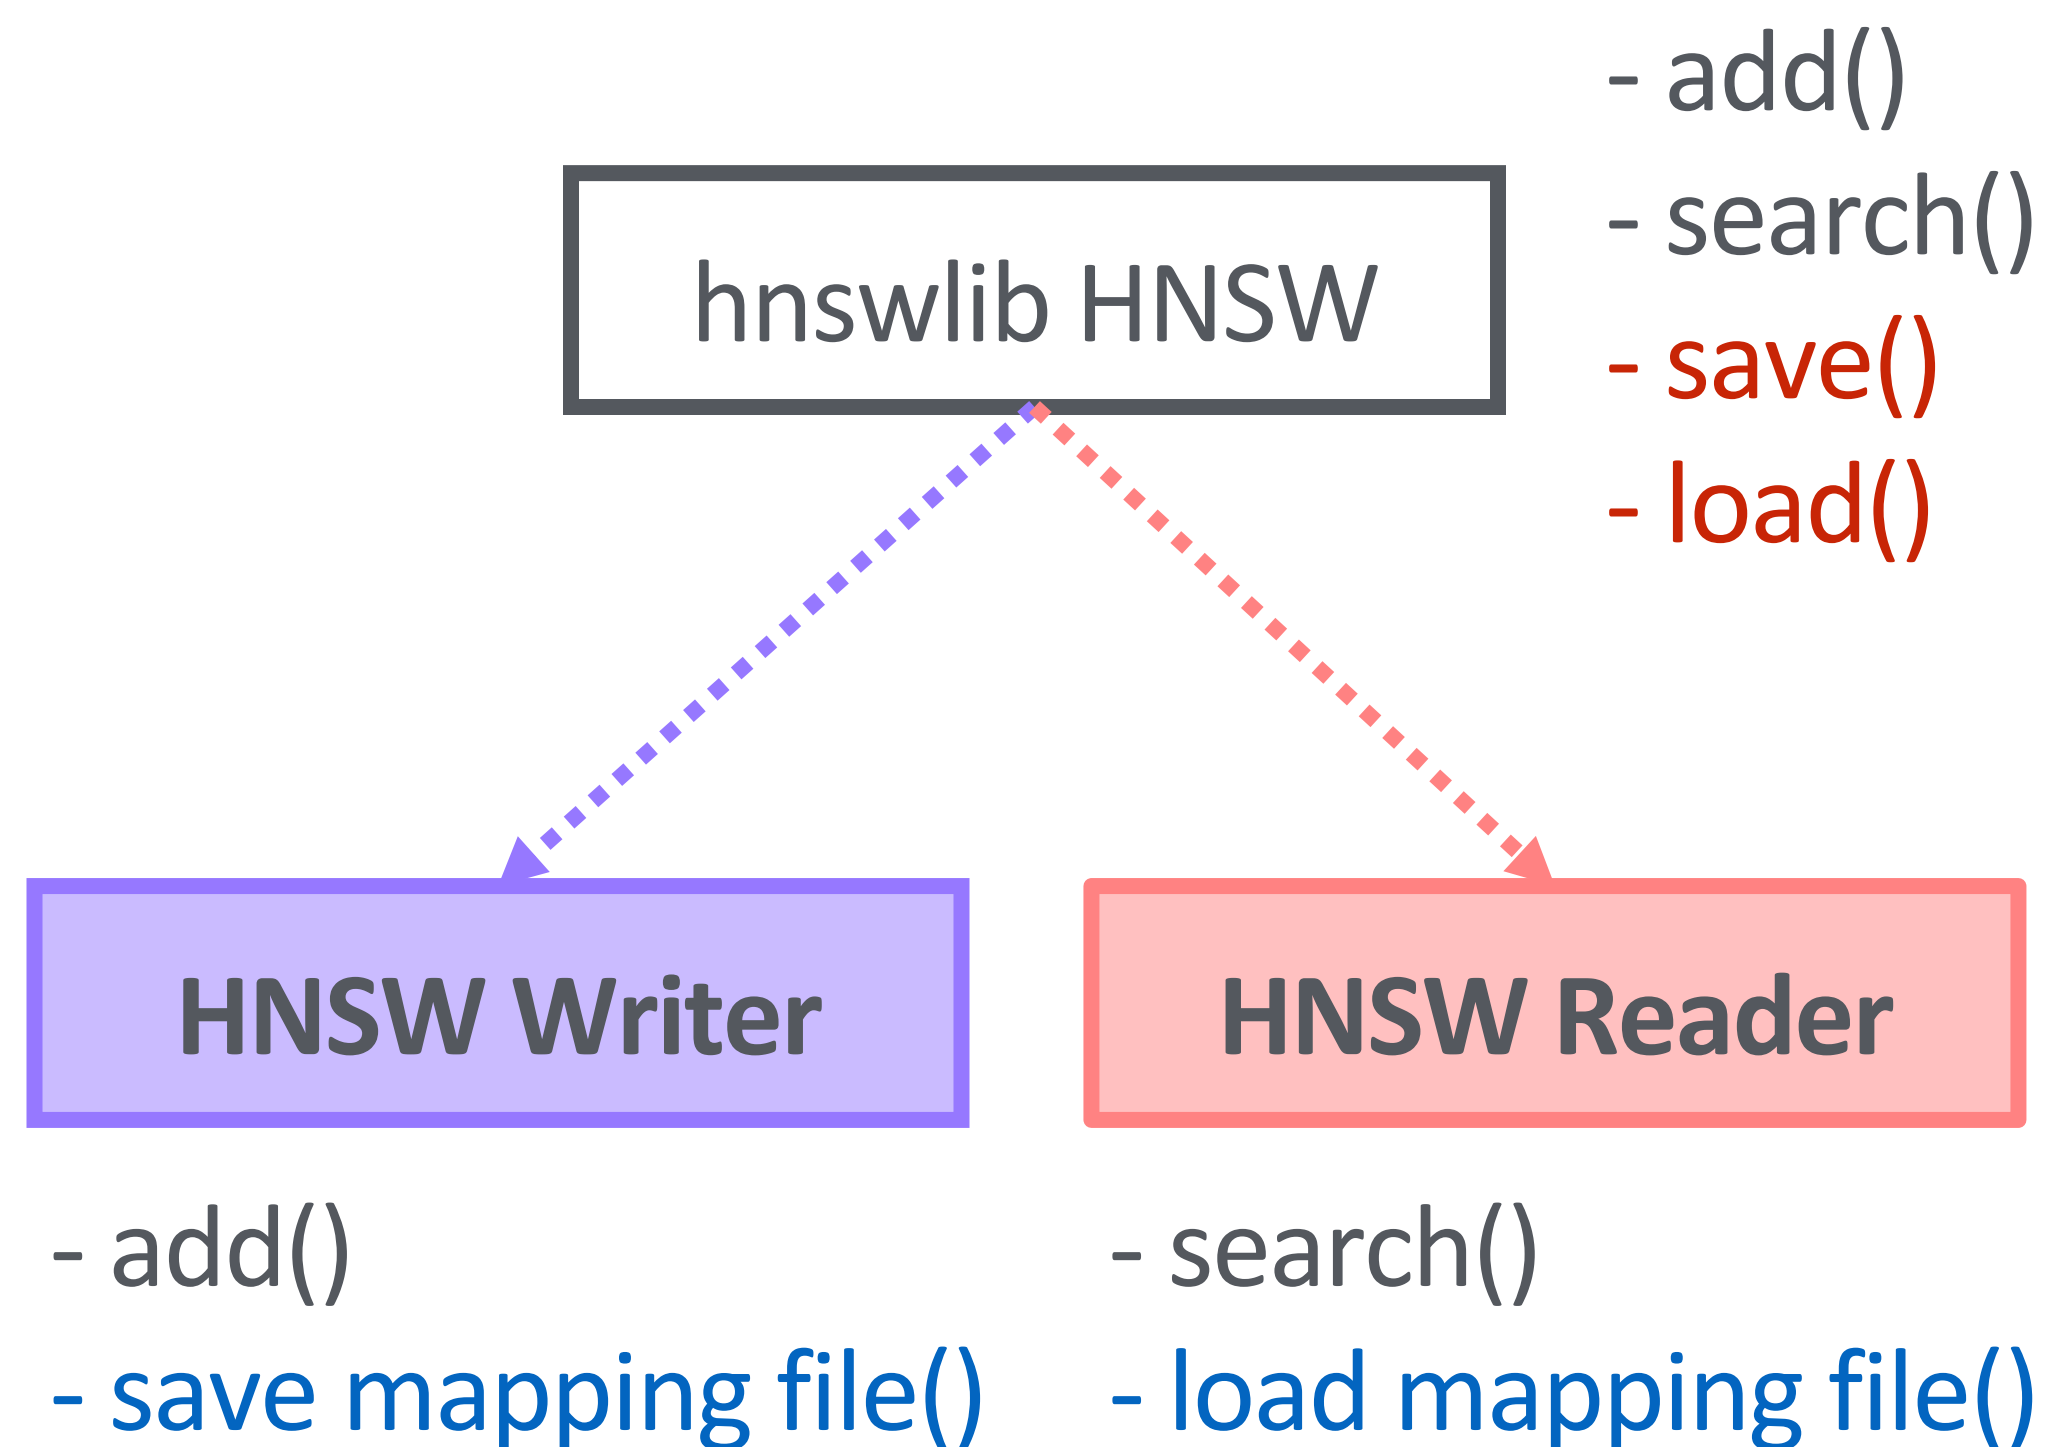 - add()
- search()
- save()
- load()
hnswlib HNSW
HNSW Writer
- add()
- save mapping file()
HNSW Reader
- search()
- load mapping file()